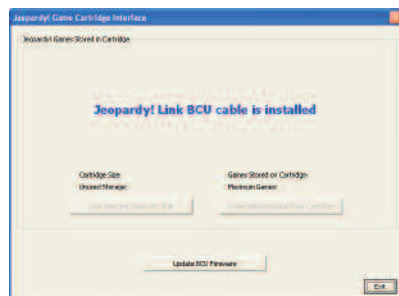 Jeopardy! Game Cartridge Interface
Jeopardy! Games Stored in Cartridge
Jeopardy! Link BCU cable is installed
Cartridge Size: Games Stored on Cartridge:
Unused Storage: Maximum Games:
Update BCU Firmware
Exit